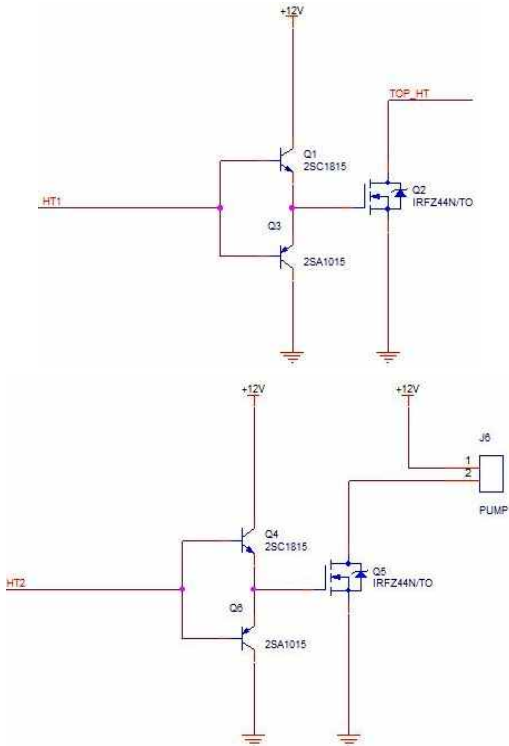 +12V
TOP_HT
Q1
2SC1815
Q2
IRFZ44N/TO
HT1
Q3
2SA1015
+12V
+12V
J6
1
2
PUMP
Q4
2SC1815
Q5
IRFZ44N/TO
HT2
Q6
2SA1015